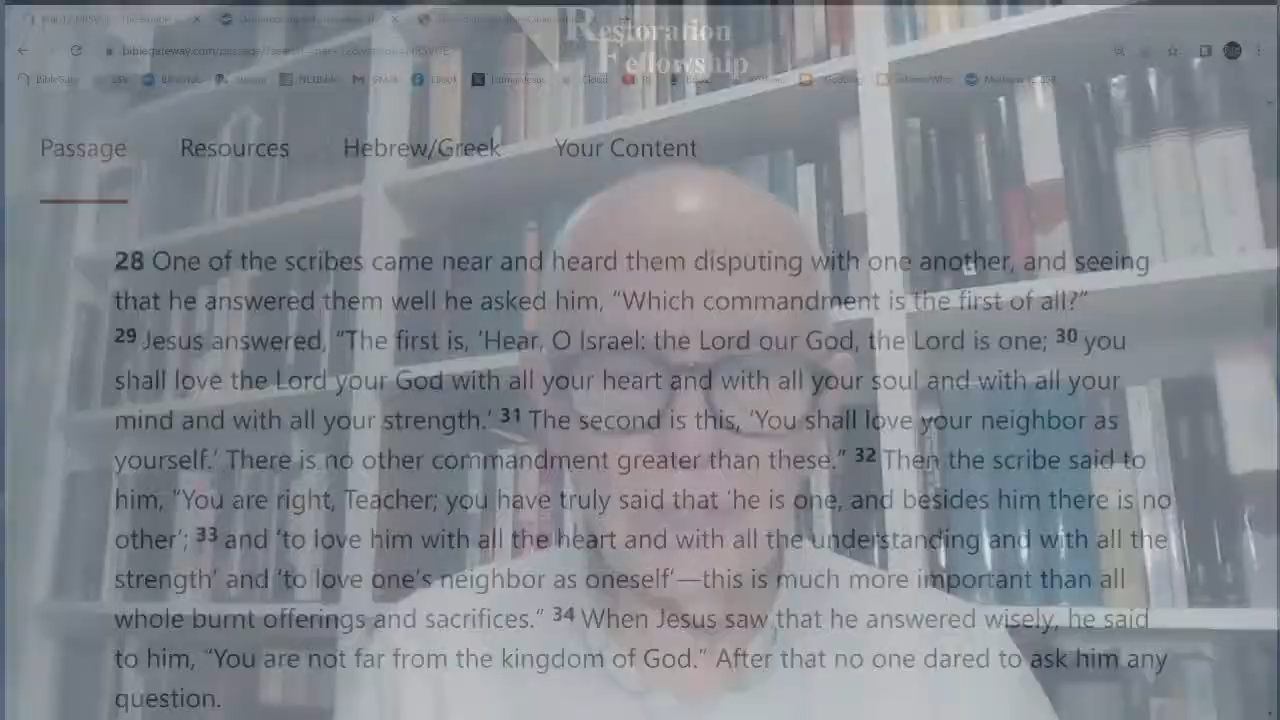 Restoration
Fellowship
Passage Resources Hebrew/Greek Your Content
28 One of the scribes came near and heard them disputing with one another, and seeing
that he answered them well he asked him, “Which commandment is the first of all?”
29 Jesus answered, “The first is, ‘Hear, O Israel: the Lord our God, the Lord is one; 30 you
shall love the Lord your God with all your heart and with all your soul and with all your
mind and with all your strength.’ 31 The second is this, ‘You shall love your neighbor as
yourself.’ There is no other commandment greater than these.” 32 Then the scribe said to
him, “You are right, Teacher; you have truly said that ‘he is one, and besides him there is no
other’; 33 and ‘to love him with all the heart and with all the understanding and with all the
strength’ and ‘to love one’s neighbor as oneself’—this is much more important than all
whole burnt offerings and sacrifices.” 34 When Jesus saw that he answered wisely, he said
to him, “You are not far from the kingdom of God.” After that no one dared to ask him any
question.